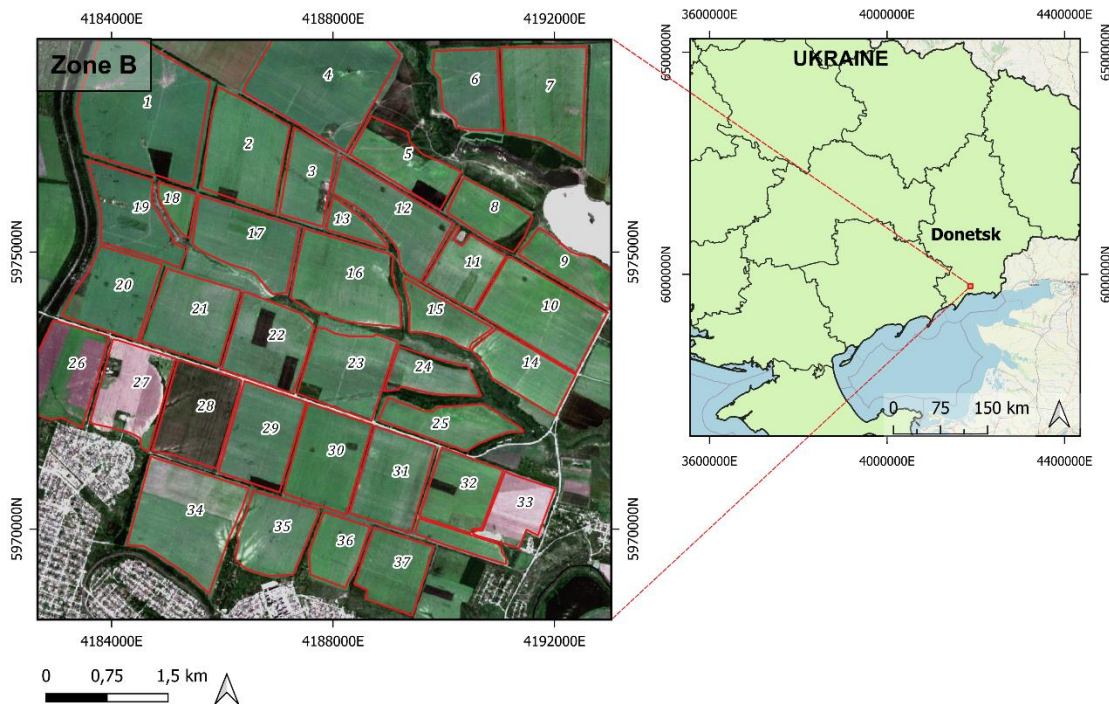 4184000E
4188000E
4192000E
3600000E
4000000E
4400000E
Zone B
UKRAINE
Donetsk
5975000N
5975000N
5970000N
5970000N
6500000N
6500000N
6000000N
6000000N
1
2
3
4
5
6
7
8
9
10
11
12
13
14
15
16
17
18
19
20
21
22
23
24
25
26
27
28
29
30
31
32
33
34
35
36
37
0 75 150 km
3600000E
4000000E
4400000E
4184000E
4188000E
4192000E
0 0,75 1,5 km